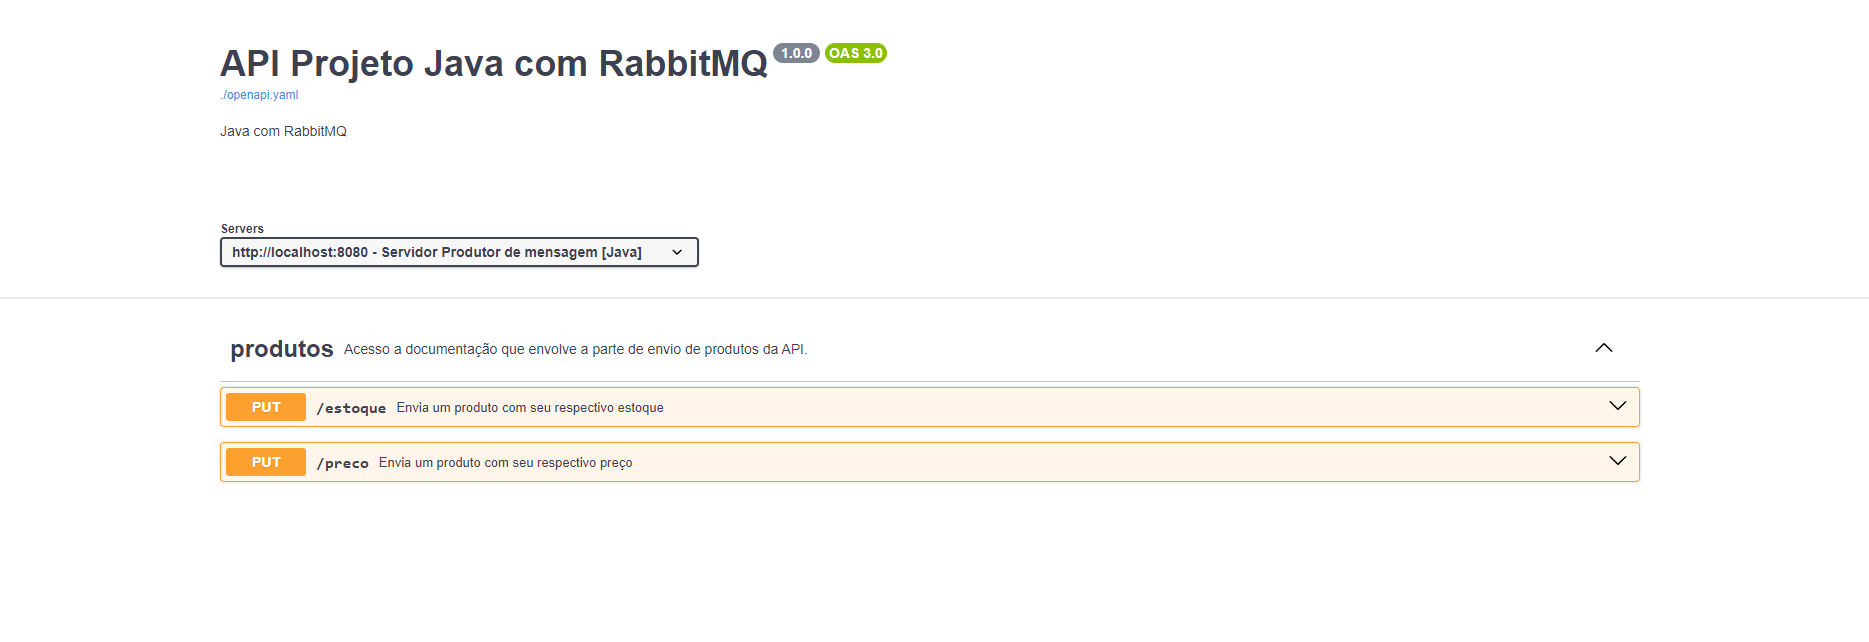 API Projeto Java com RabbitMQ 1.0.0 OAS 3.0
./openapi.yaml
Java com RabbitMQ
Servers
http://localhost:8080 - Servidor Produtor de mensagem [Java]
produtos Acesso a documentação que envolve a parte de envio de produtos da API.
PUT /estoque Envia um produto com seu respectivo estoque
PUT /preco Envia um produto com seu respectivo preço